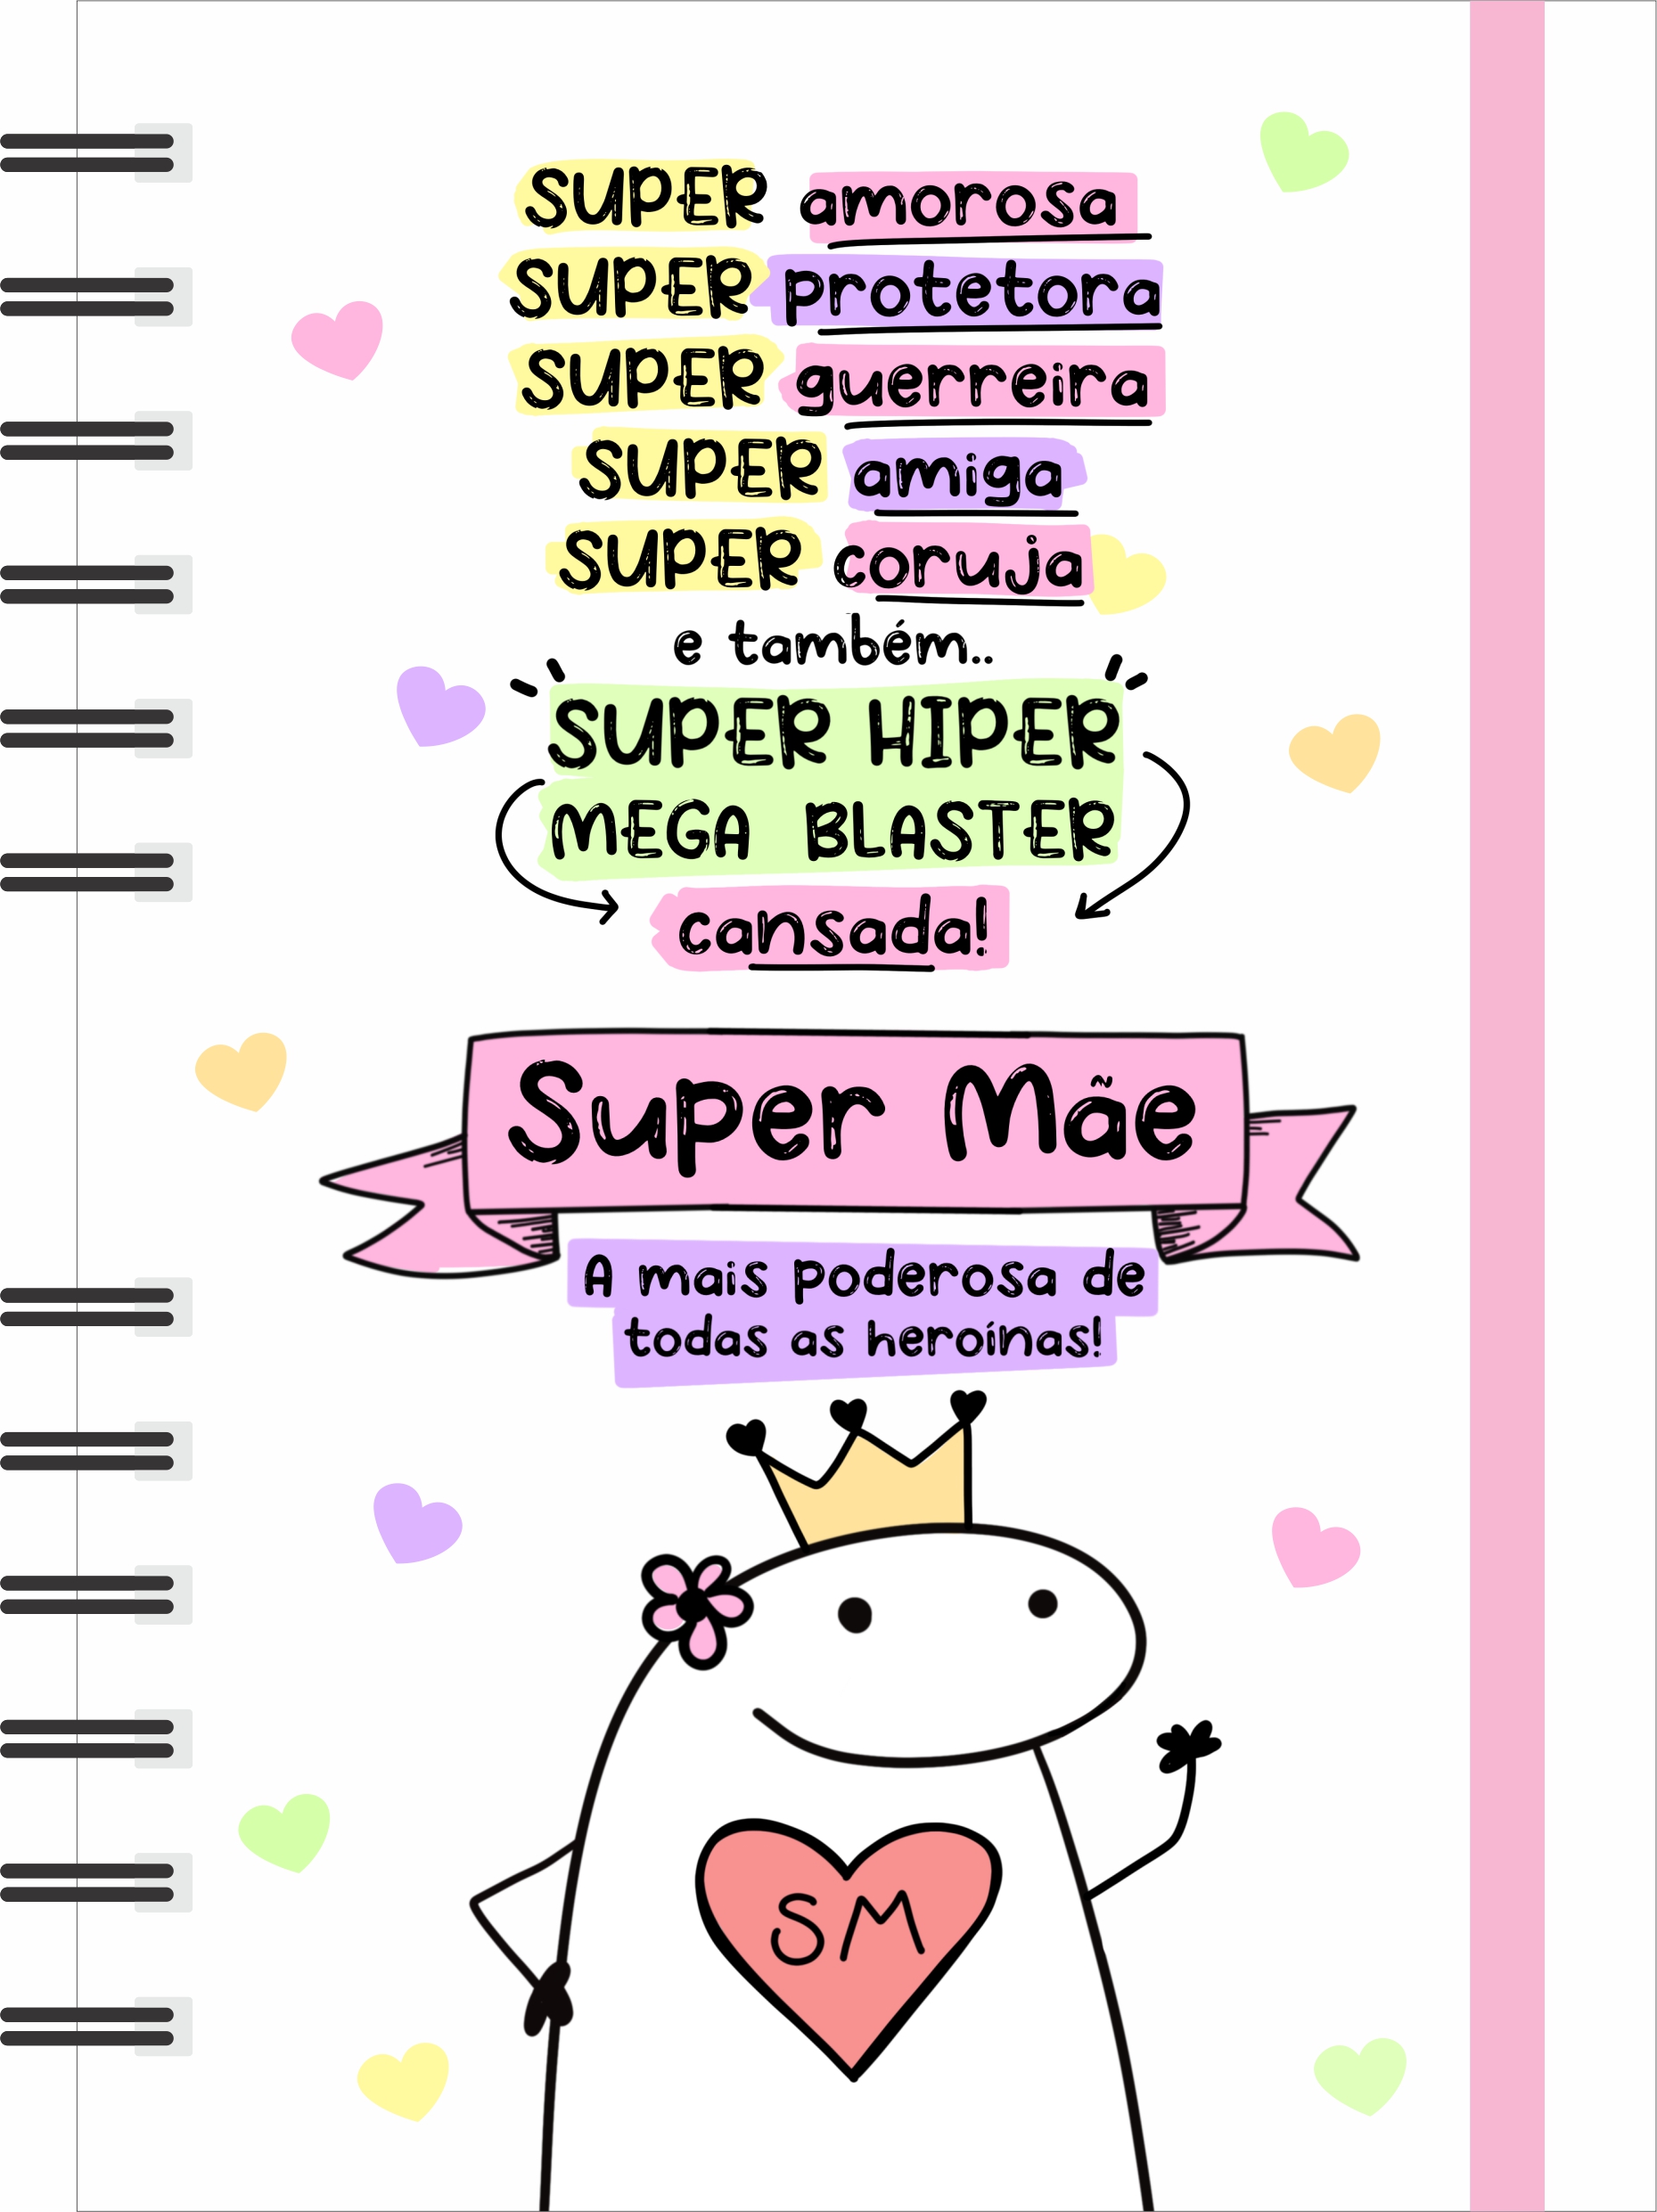 SUPER amorosa
SUPER protetora
SUPER guerreira
SUPER amiga
SUPER coruja
e também..
SUPER HIPER
MEGA BLASTER
cansada!
Super Mãe
A mais poderosa de
todas as heroínas!
SM